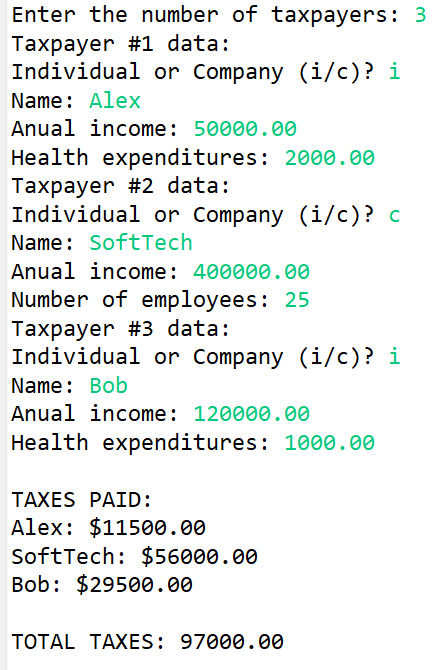 Enter the number of taxpayers: 3
Taxpayer #1 data:
Individual or Company (i/c)? i
Name: Alex
Anual income: 50000.00
Health expenditures: 2000.00
Taxpayer #2 data:
Individual or Company (i/c)? c
Name: SoftTech
Anual income: 400000.00
Number of employees: 25
Taxpayer #3 data:
Individual or Company (i/c)? i
Name: Bob
Anual income: 120000.00
Health expenditures: 1000.00
TAXES PAID:
Alex: $11500.00
SoftTech: $56000.00
Bob: $29500.00
TOTAL TAXES: 97000.00